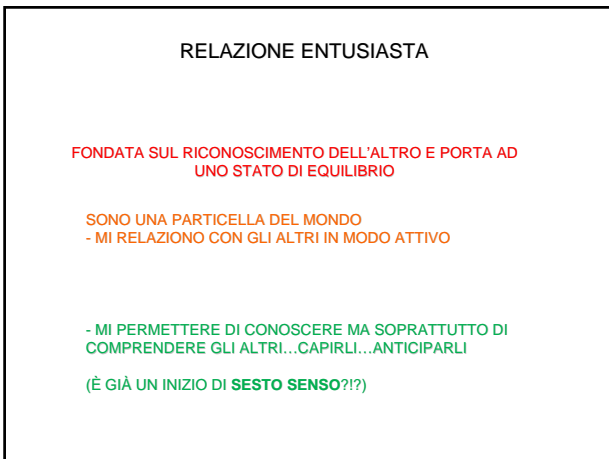 RELAZIONE ENTUSIASTA
FONDATA SUL RICONOSCIMENTO DELL'ALTRO E PORTA AD
UNO STATO DI EQUILIBRIO
SONO UNA PARTICELLA DEL MONDO
- MI RELAZIONO CON GLI ALTRI IN MODO ATTIVO
- MI PERMETTERE DI CONOSCERE MA SOPRATTUTTO DI
COMPRENDERE GLI ALTRI…CAPIRLI…ANTICIPARLI
(È GIÀ UN INIZIO DI SESTO SENSO?!?)